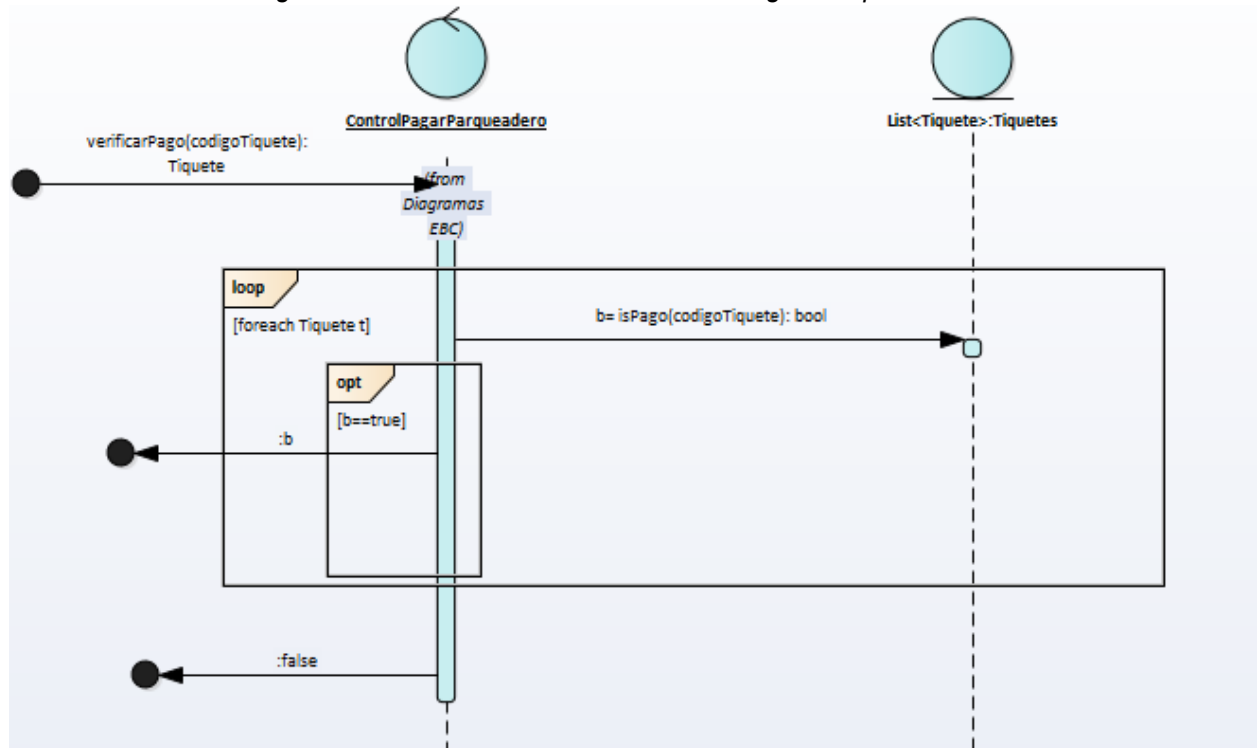 ControlPagarParqueadero
List<Tiquete>:Tiquetes
verificarPago(codigoTiquete):
Tiquete
(from
Diagramas
EBC)
loop
[foreach Tiquete t]
b= isPago(codigoTiquete): bool
opt
[b==true]
:b
:false